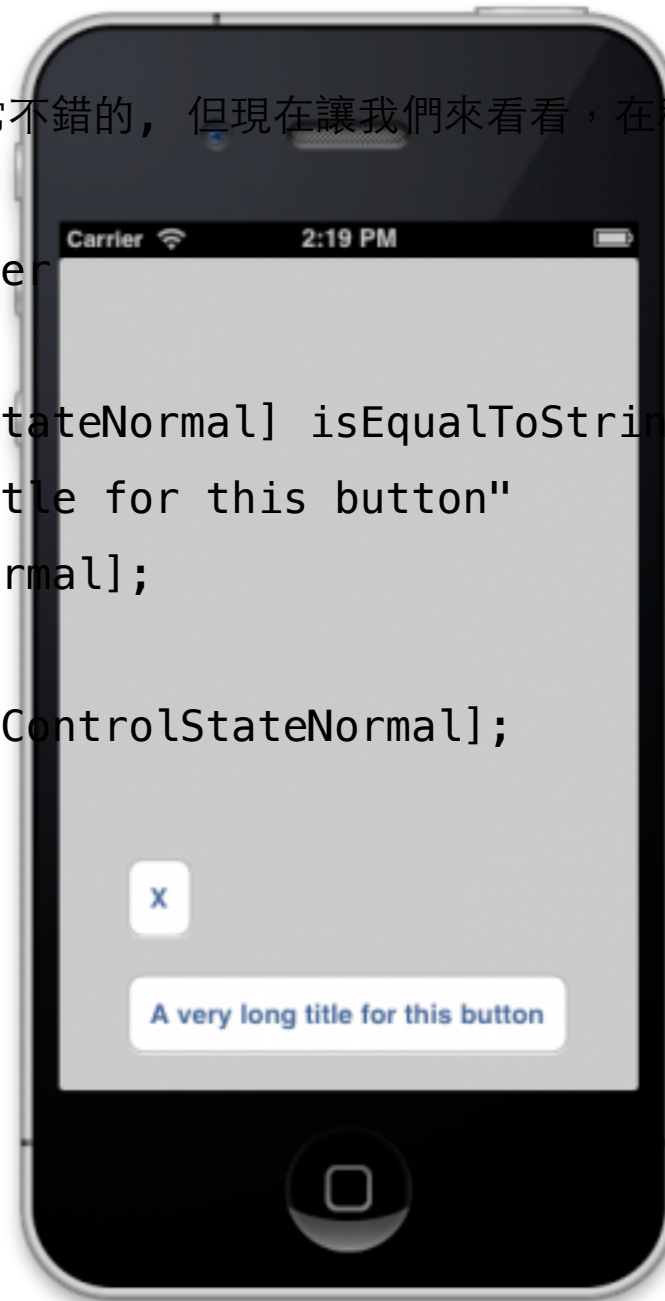 不錯的, 但現在讓我們來看看，在
Carrier 2:19 PM
er
tateNormal] isEqualToStrin
tle for this button"
rmal];
ControlStateNormal];
X
A very long title for this button